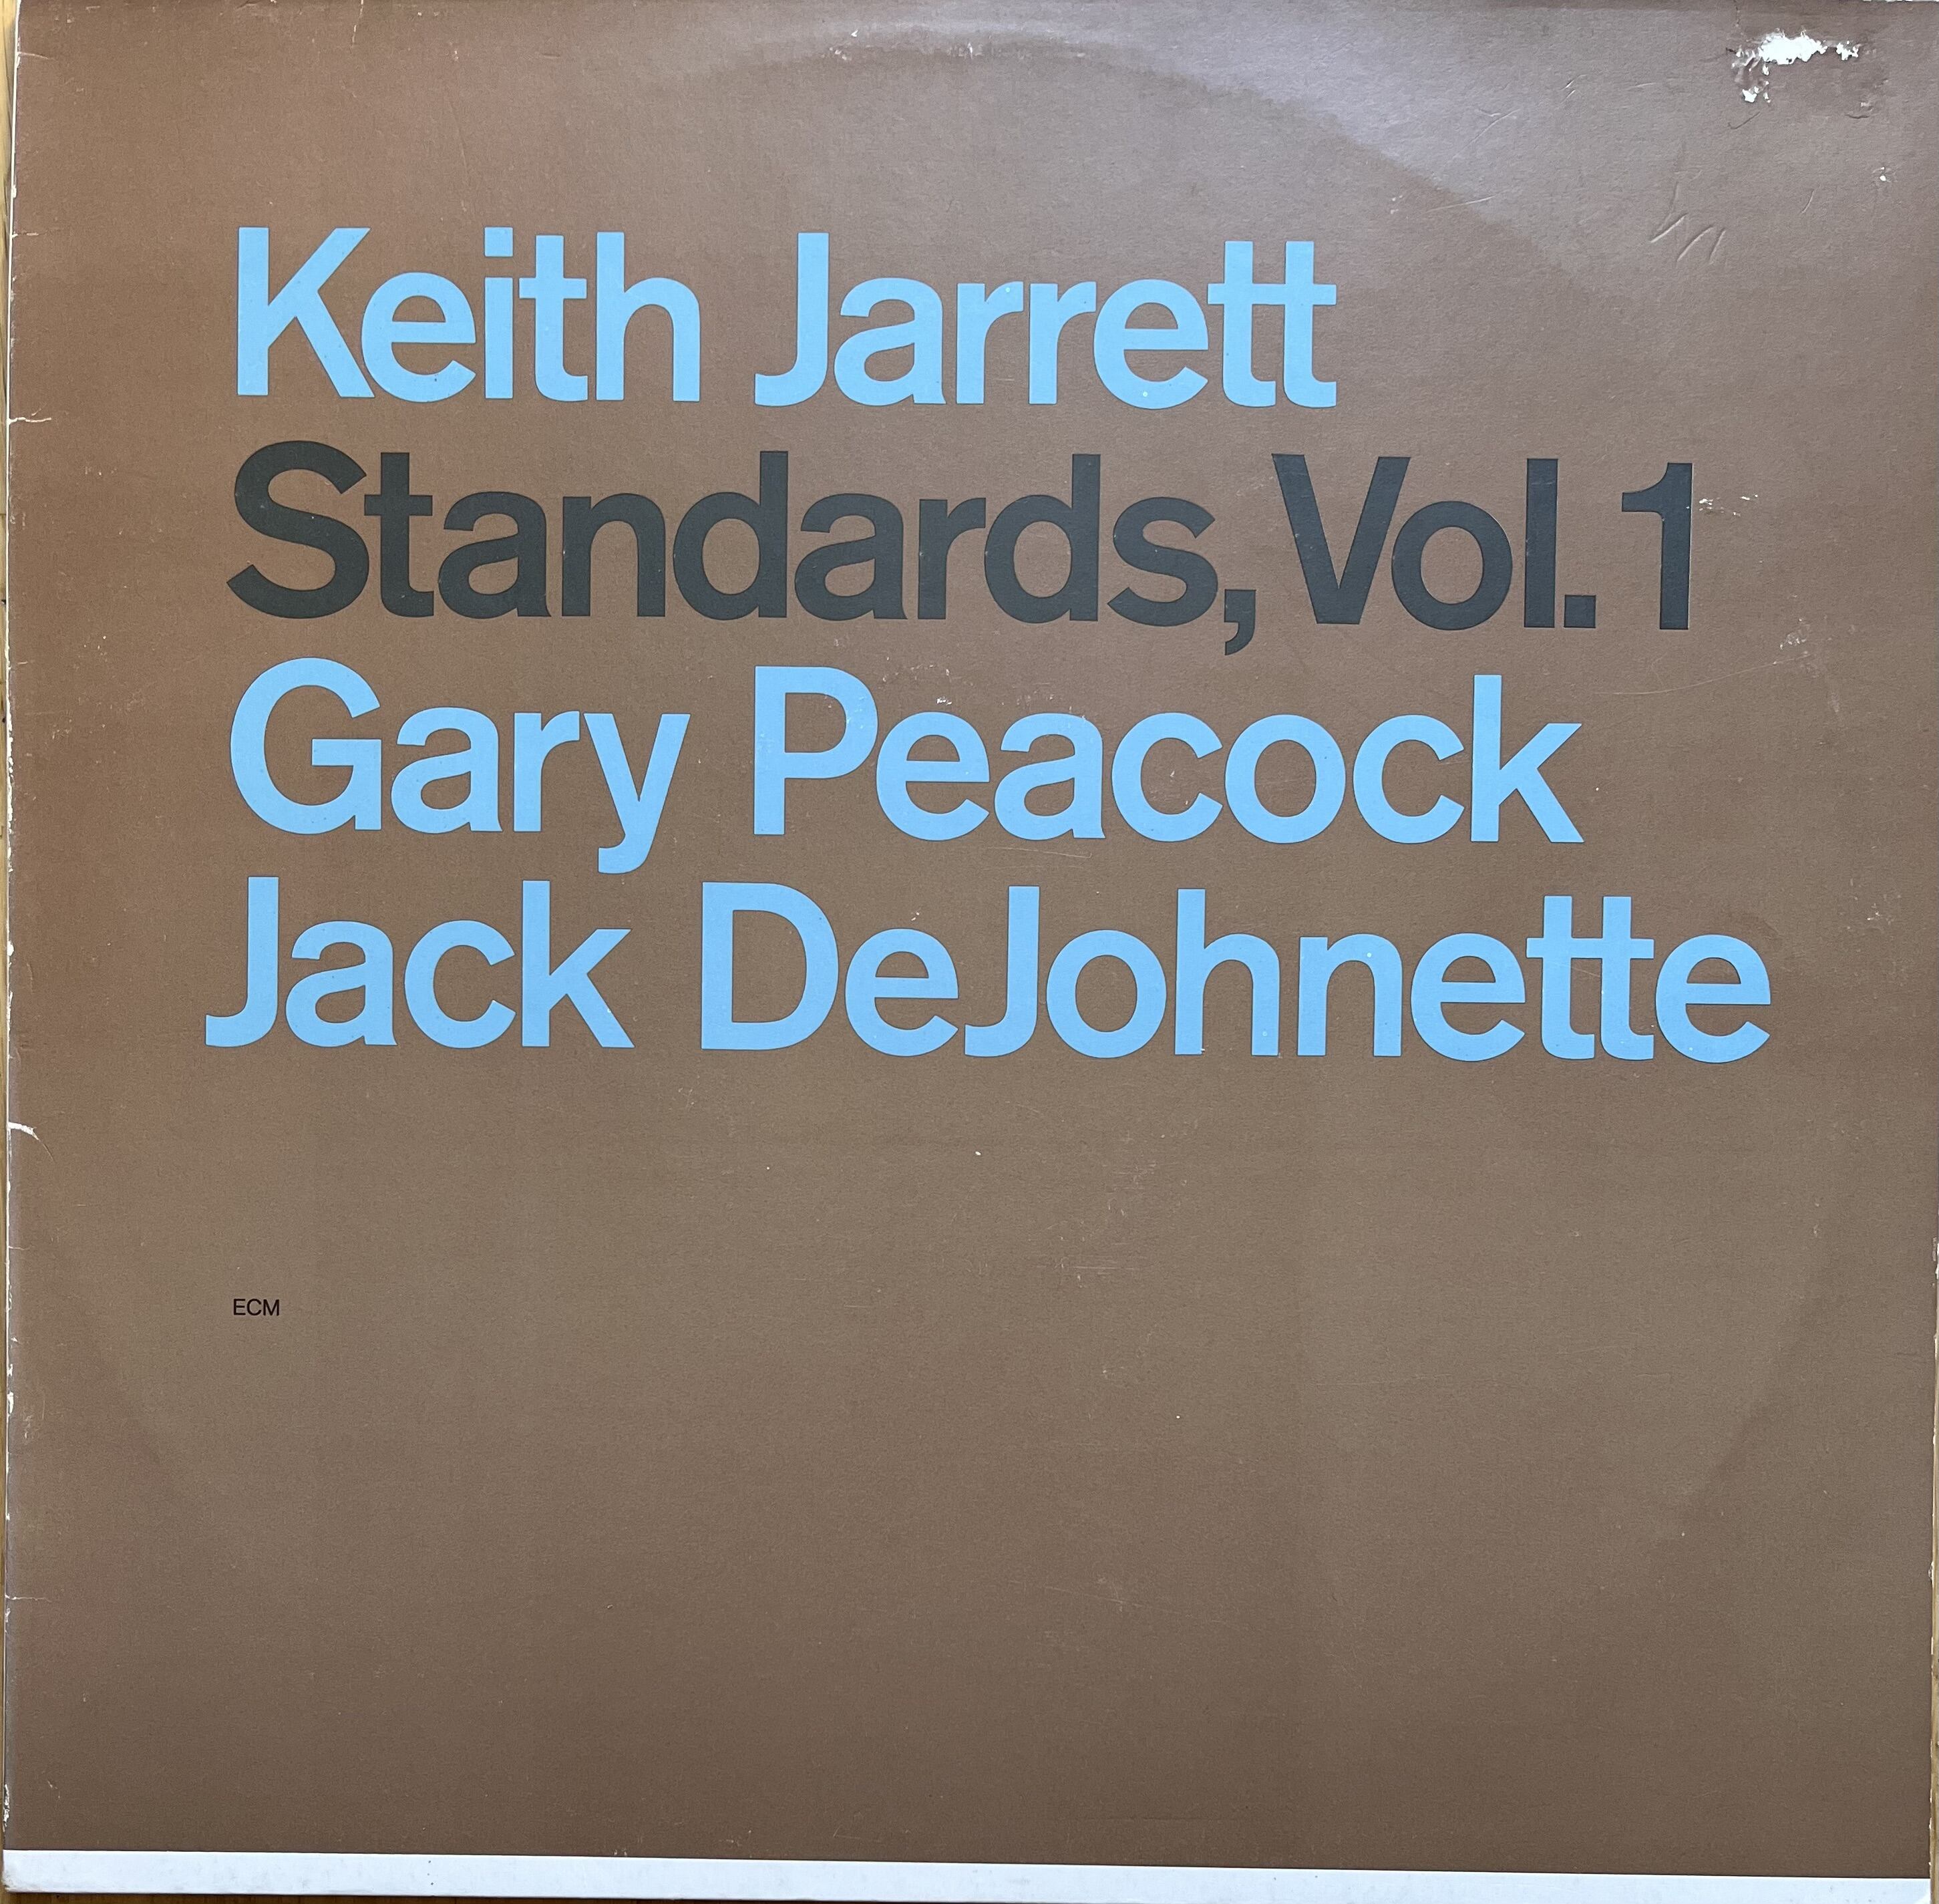 Keith Jarrett
Standards, Vol. 1
Gary Peacock
Jack DeJohnette
ECM